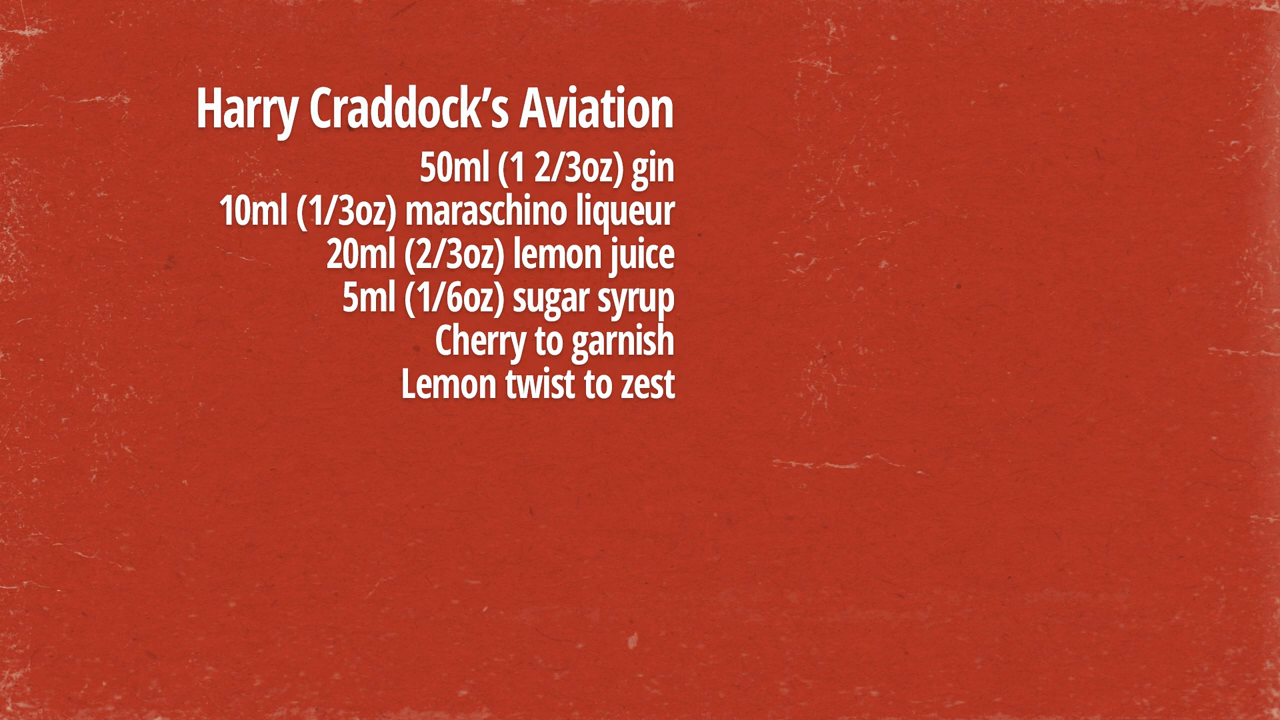 Harry Craddock’s Aviation
50ml (1 2/3oz) gin
10ml (1/3oz) maraschino liqueur
20ml (2/3oz) lemon juice
5ml (1/6oz) sugar syrup
Cherry to garnish
Lemon twist to zest